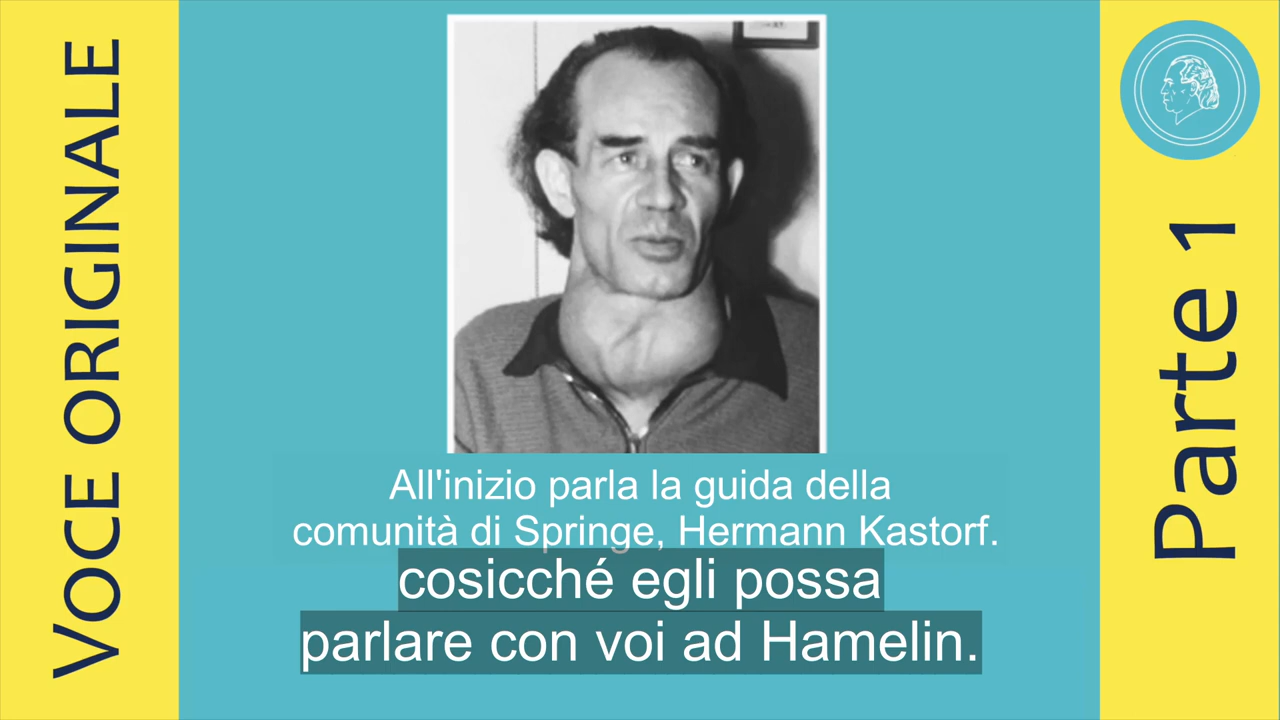 VOCE ORIGINALE
Parte 1
All'inizio parla la guida della
comunità di Springe, Hermann Kastorf.
cosicché egli possa
parlare con voi ad Hamelin.